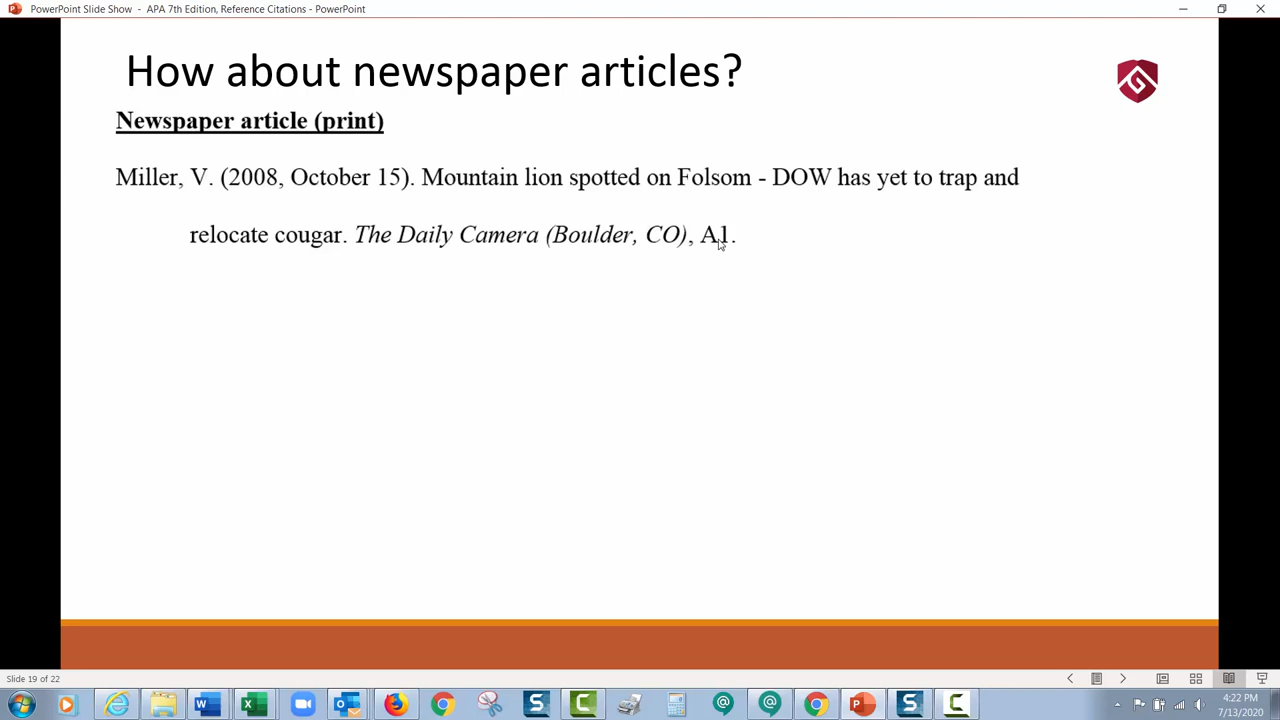 PowerPoint Slide Show - APA 7th Edition, Reference Citations - PowerPoint
How about newspaper articles?
Newspaper article (print)
Miller, V. (2008, October 15). Mountain lion spotted on Folsom - DOW has yet to trap and
relocate cougar. The Daily Camera (Boulder, CO), A1.
Slide 19 of 22
4:22 PM
7/13/2020